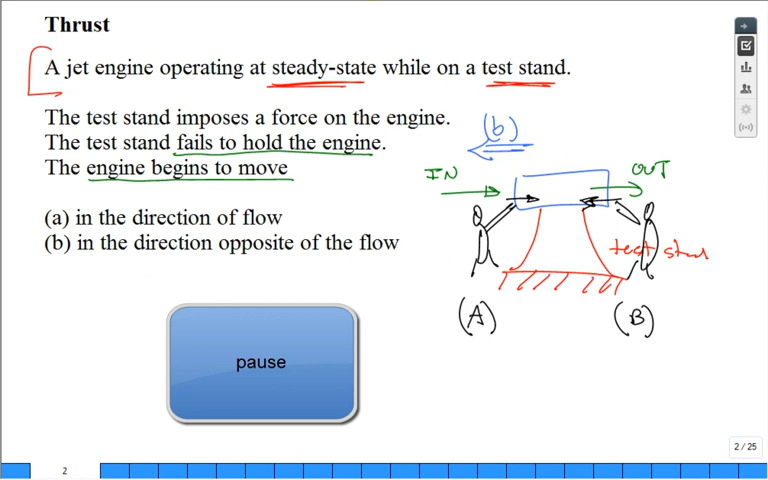 Thrust
A jet engine operating at steady-state while on a test stand.
The test stand imposes a force on the engine.
The test stand fails to hold the engine.
The engine begins to move
(a) in the direction of flow
(b) in the direction opposite of the flow
(b)
IN
OUT
test stand
(A)
(B)
pause
2 / 25
2